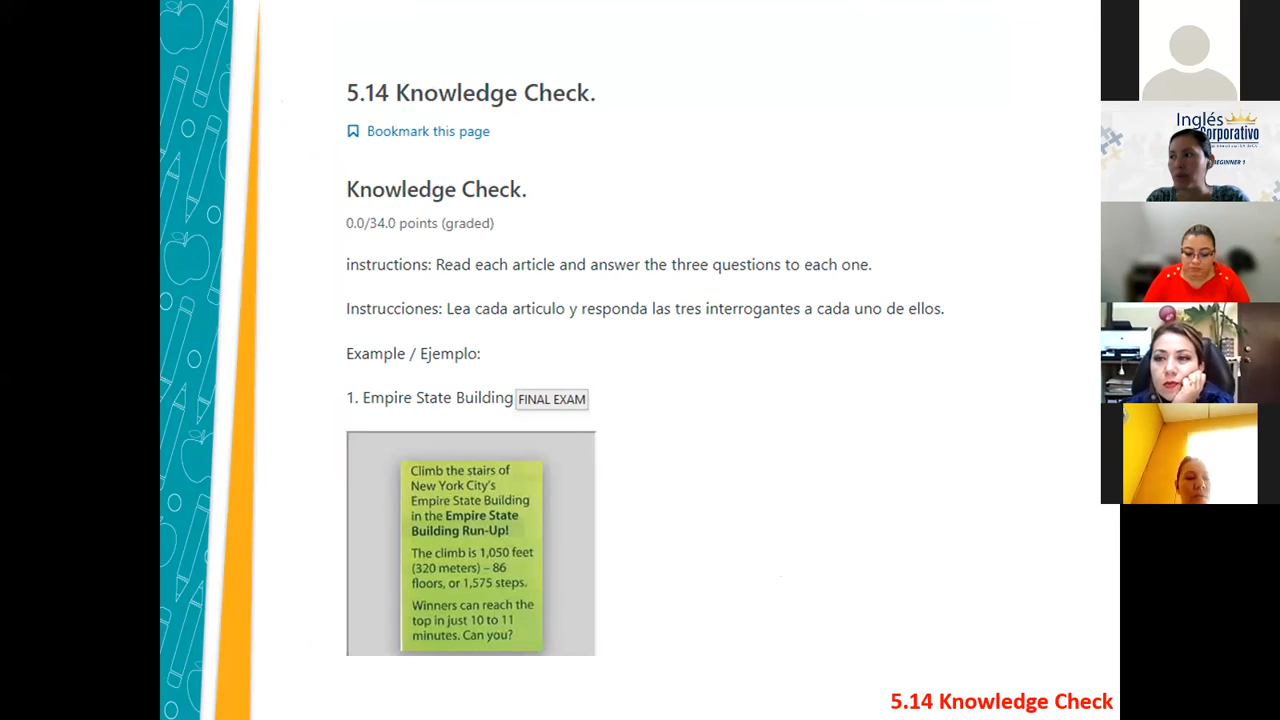 5.14 Knowledge Check.
Bookmark this page
Knowledge Check.
0.0/34.0 points (graded)
instructions: Read each article and answer the three questions to each one.
Instrucciones: Lea cada articulo y responda las tres interrogantes a cada uno de ellos.
Example / Ejemplo:
1. Empire State Building FINAL EXAM
Climb the stairs of
New York City's
Empire State Building
in the Empire State
Building Run-Up!
The climb is 1,050 feet
(320 meters) – 86
floors, or 1,575 steps.
Winners can reach the
top in just 10 to 11
minutes. Can you?
5.14 Knowledge Check
Inglés
Corporativo
BEGINNER 1